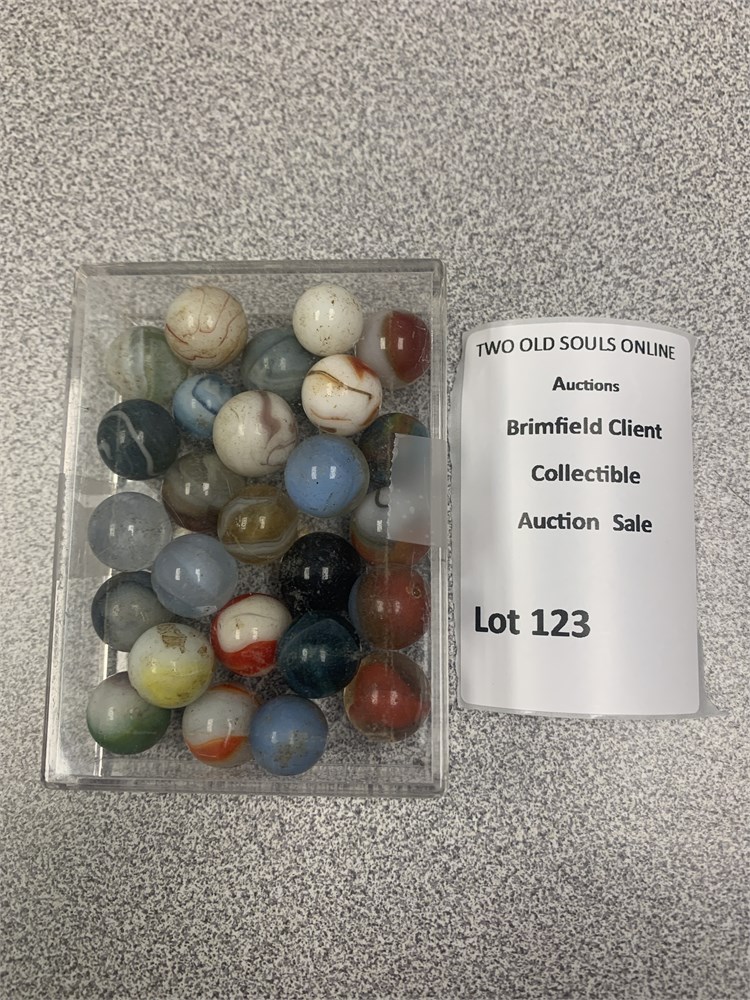 TWO OLD SOULS ONLINE
Auctions
Brimfield Client
Collectible
Auction Sale
Lot 123